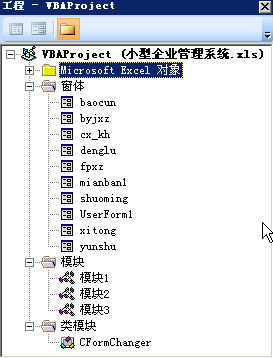 工程 - VBAProject
VBAProject (小型企业管理系统.xls)
Microsoft Excel 对象
窗体
baocun
byjxz
cx_kh
denglu
fpxz
mianban1
shuoming
UserForm1
xitong
yunshu
模块
模块1
模块2
模块3
类模块
CFormChanger